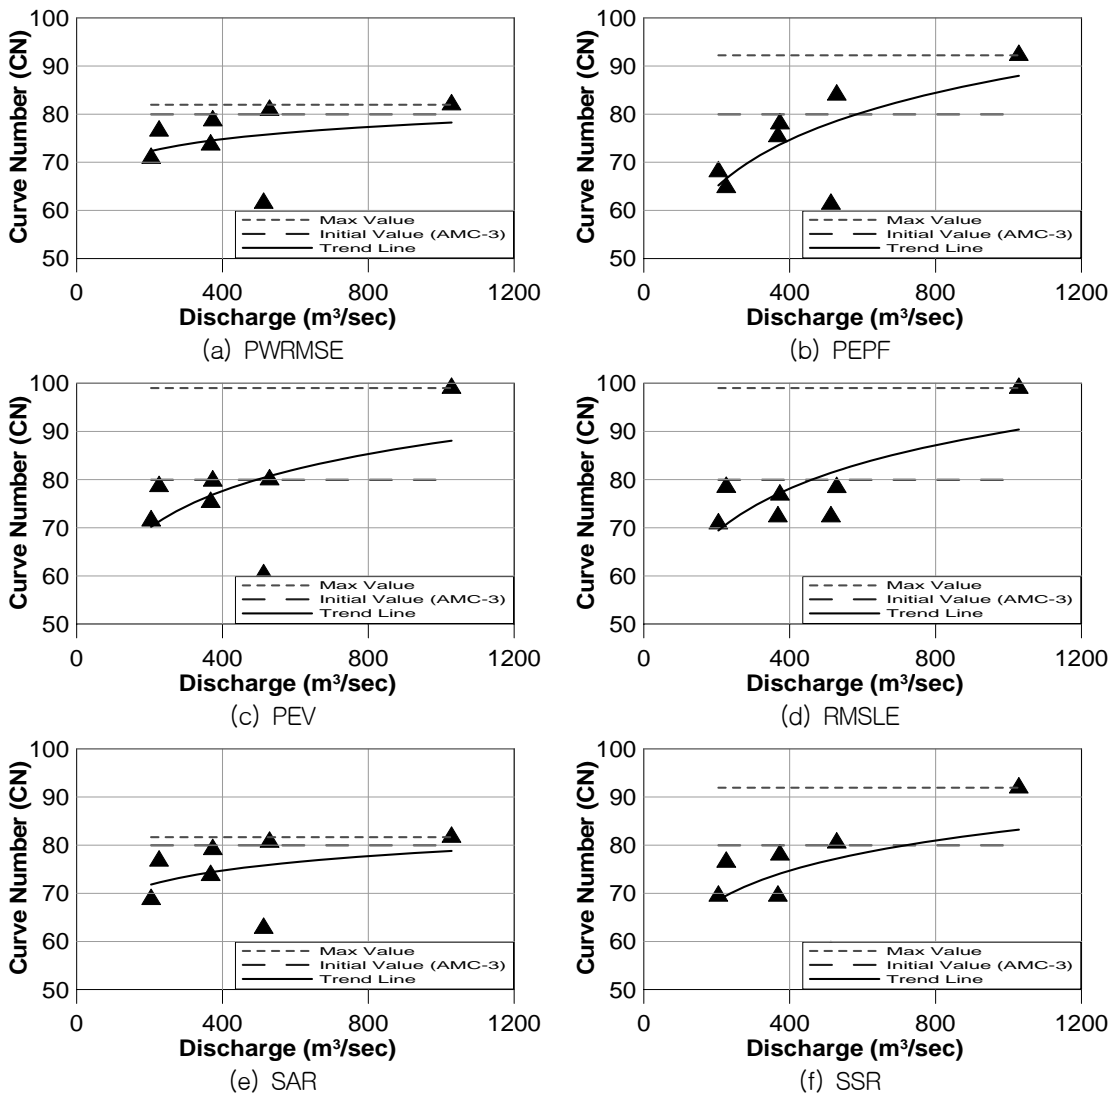 100
90
80
70
60
50
Curve Number (CN)
Max Value
Initial Value (AMC-3)
Trend Line
0 400 800 1200
Discharge (m³/sec)
(a) PWRMSE
100
90
80
70
60
50
Curve Number (CN)
Max Value
Initial Value (AMC-3)
Trend Line
0 400 800 1200
Discharge (m³/sec)
(b) PEPF
100
90
80
70
60
50
Curve Number (CN)
Max Value
Initial Value (AMC-3)
Trend Line
0 400 800 1200
Discharge (m³/sec)
(c) PEV
100
90
80
70
60
50
Curve Number (CN)
Max Value
Initial Value (AMC-3)
Trend Line
0 400 800 1200
Discharge (m³/sec)
(d) RMSLE
100
90
80
70
60
50
Curve Number (CN)
Max Value
Initial Value (AMC-3)
Trend Line
0 400 800 1200
Discharge (m³/sec)
(e) SAR
100
90
80
70
60
50
Curve Number (CN)
Max Value
Initial Value (AMC-3)
Trend Line
0 400 800 1200
Discharge (m³/sec)
(f) SSR